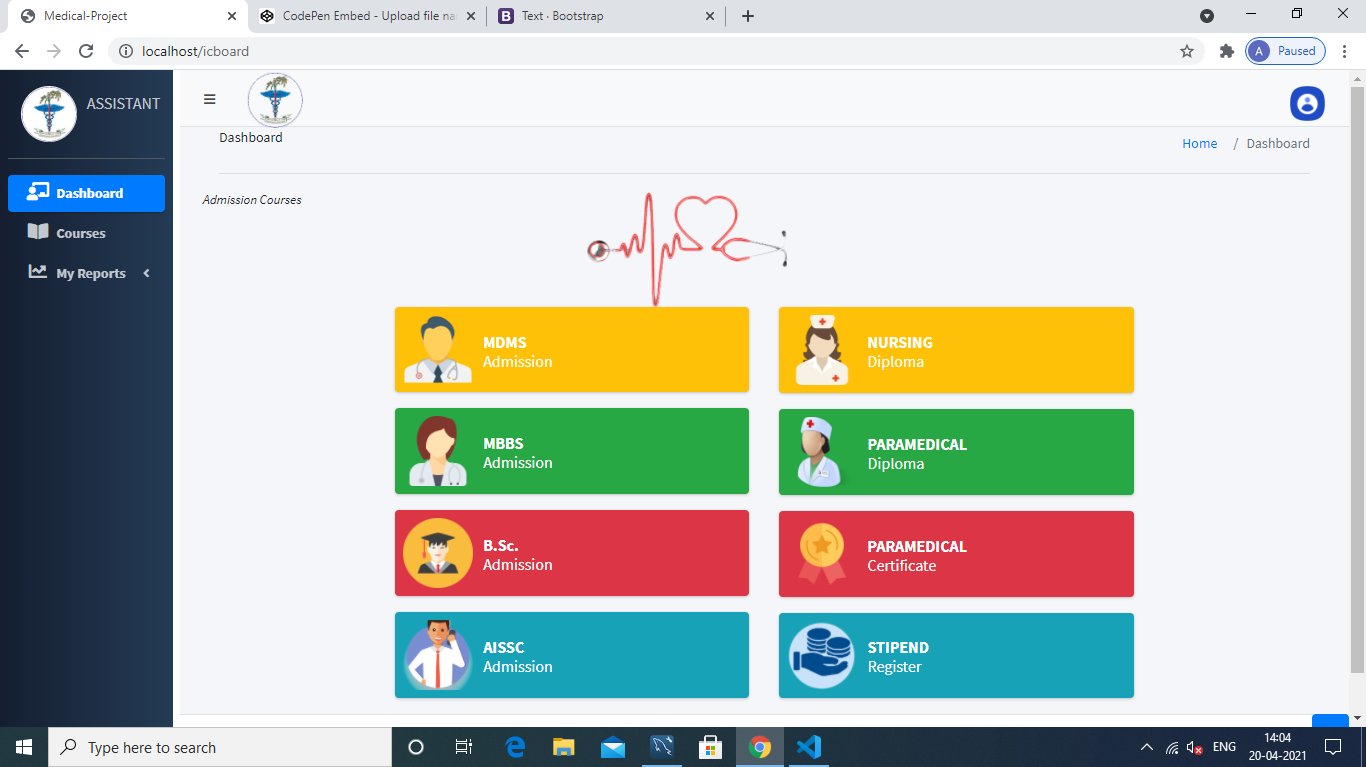 Medical-Project
CodePen Embed - Upload file na
Text · Bootstrap
localhost/icboard
A Paused
ASSISTANT
Dashboard
Home / Dashboard
Dashboard
Courses
My Reports
Admission Courses
MDMS
Admission
NURSING
Diploma
MBBS
Admission
PARAMEDICAL
Diploma
B.Sc.
Admission
PARAMEDICAL
Certificate
AISSC
Admission
STIPEND
Register
Type here to search
ENG
14:04
20-04-2021